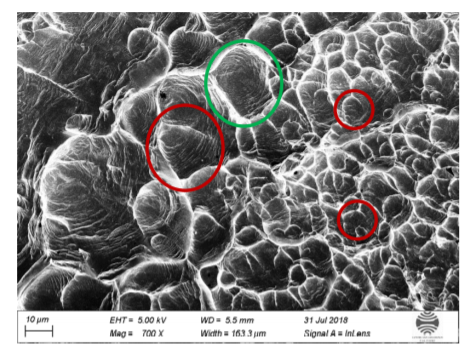 10 µm EHT = 5.00 kV WD = 5.5 mm 31 Jul 2018
Mag = 700 X Width = 163.3 µm Signal A = InLens